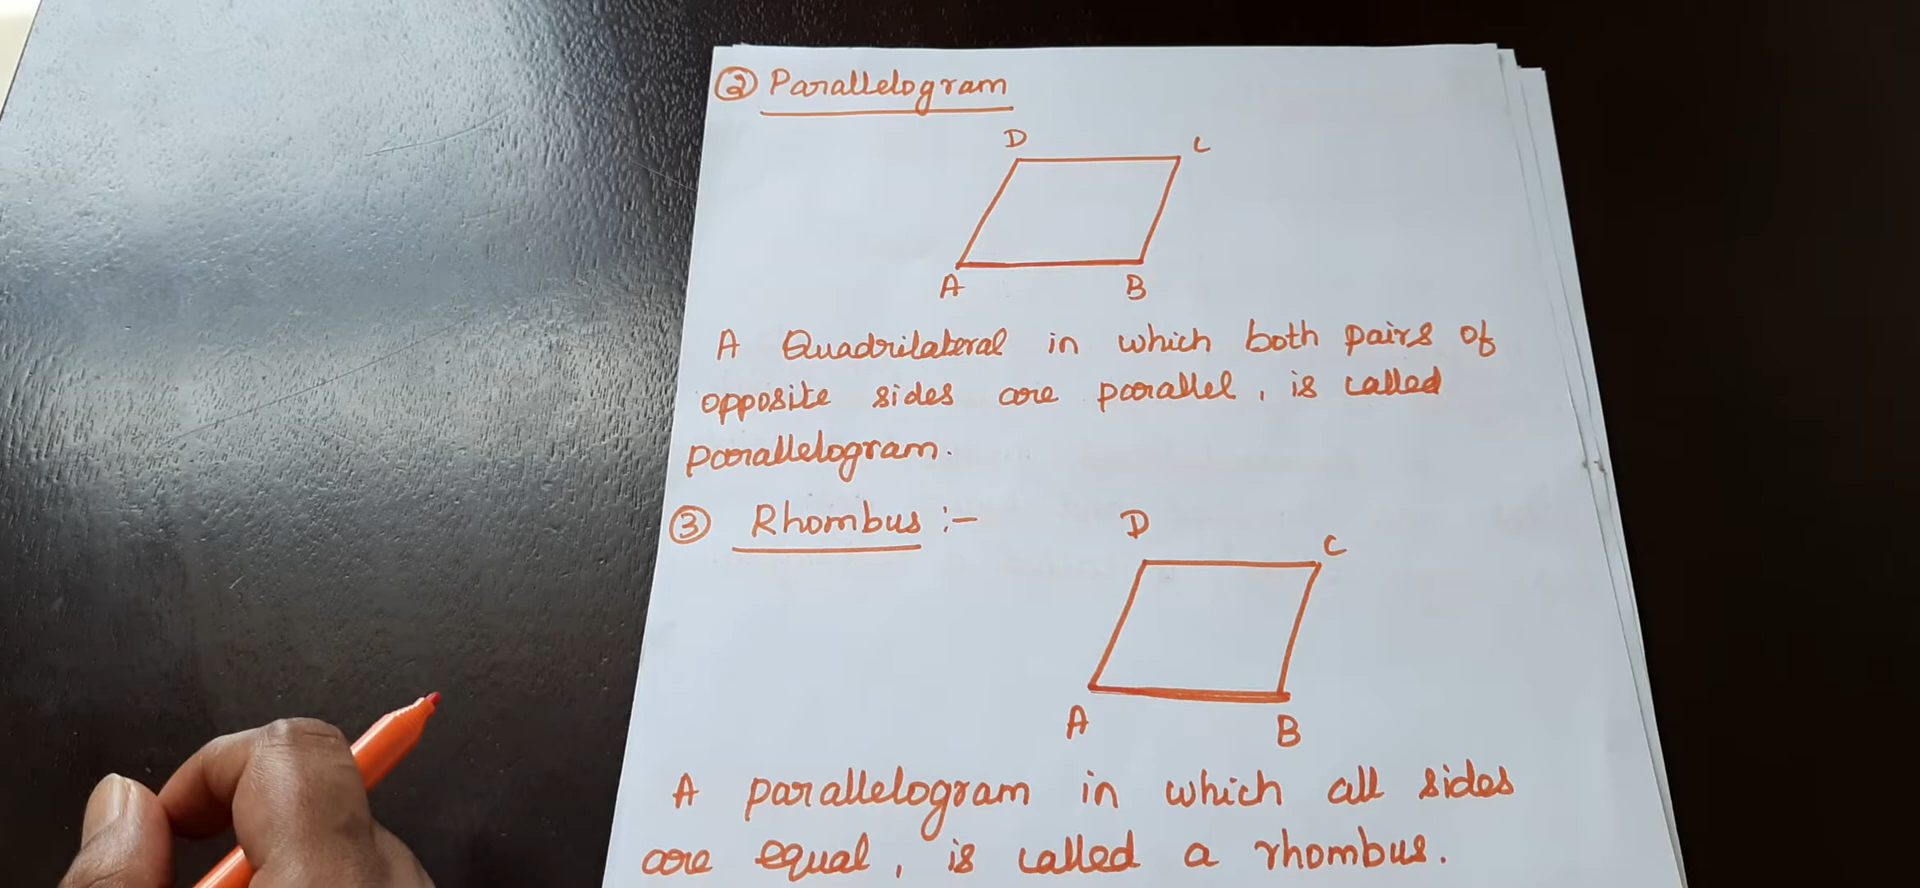 ② Parallelogram
D C
A B
A Quadrilateral in which both pairs of
opposite sides are parallel, is called
parallelogram.
③ Rhombus :-
D C
A B
A parallelogram in which all sides
are equal, is called a rhombus.